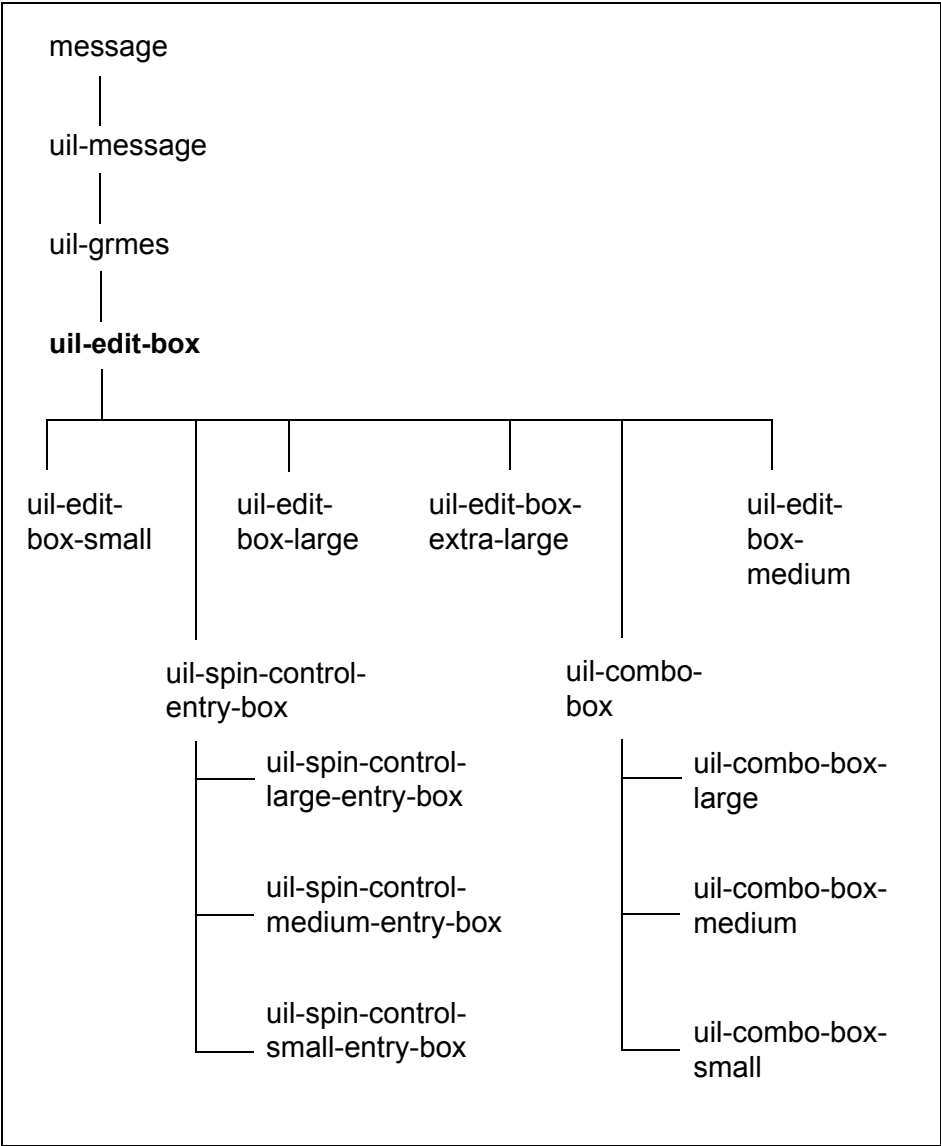 message
uil-message
uil-grmes
uil-edit-box
uil-edit-
box-small
uil-edit-
box-large
uil-edit-box-
extra-large
uil-edit-
box-
medium
uil-spin-control-
entry-box
uil-combo-
box
uil-spin-control-
large-entry-box
uil-combo-box-
large
uil-spin-control-
medium-entry-box
uil-combo-box-
medium
uil-spin-control-
small-entry-box
uil-combo-box-
small